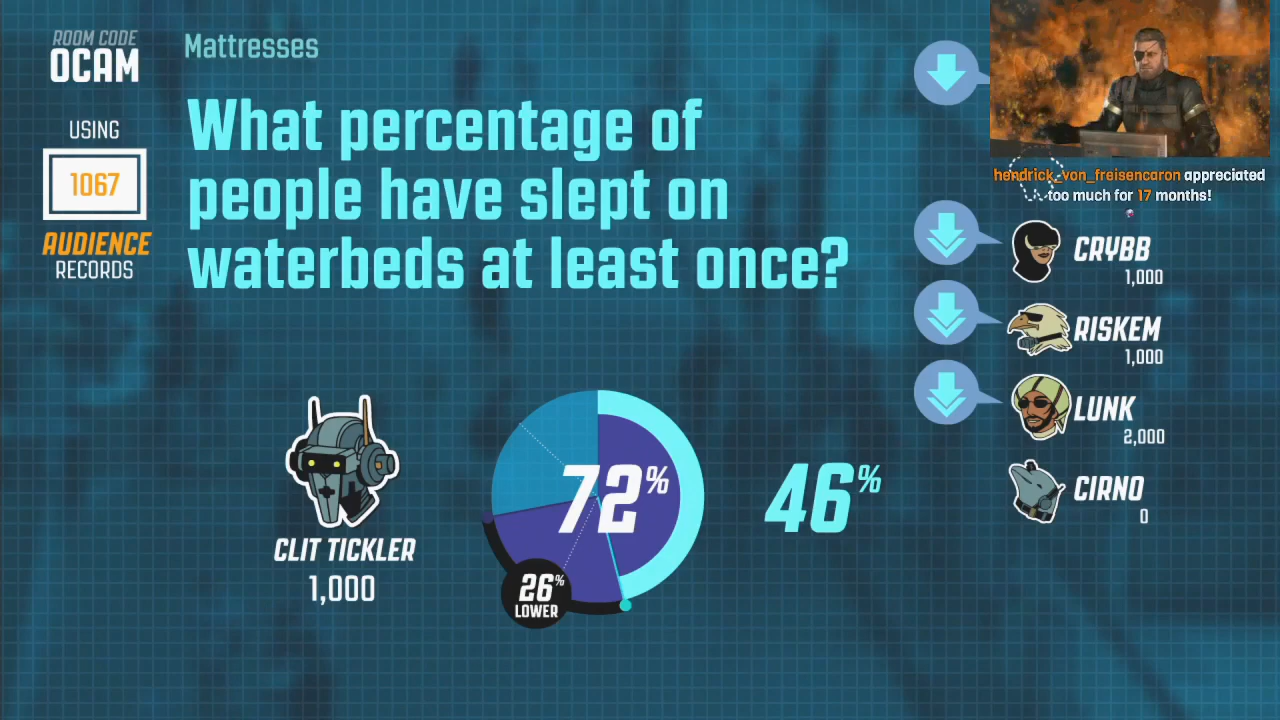 ROOM CODE
OCAM
USING
1067
AUDIENCE
RECORDS
Mattresses
What percentage of
people have slept on
waterbeds at least once?
CLIT TICKLER
1,000
72%
26%
LOWER
46%
hendrick_von_freisencaron appreciated
too much for 17 months!
CRYBB
1,000
RISKEM
1,000
LUNK
2,000
CIRNO
0